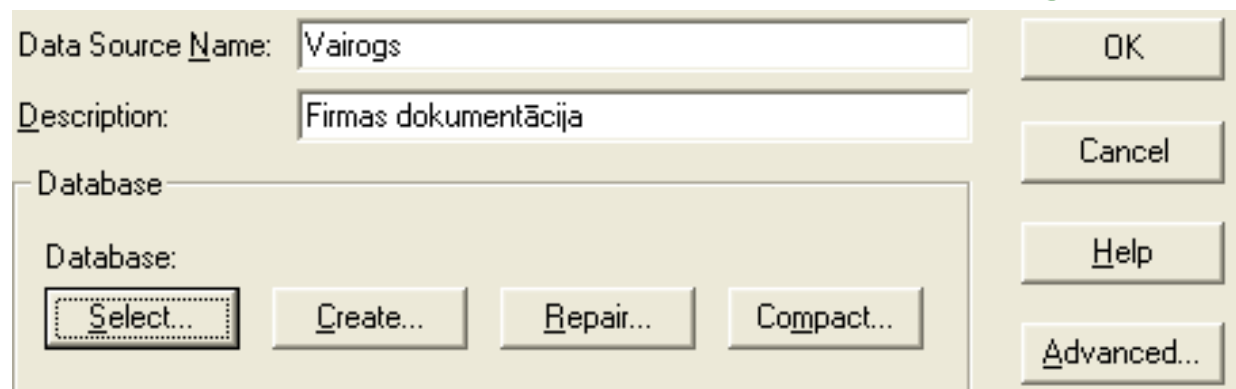 Data Source Name: Vairogs OK
Description: Firmas dokumentācija
Cancel
Database
Database:
Help
Select... Create... Repair... Compact...
Advanced...